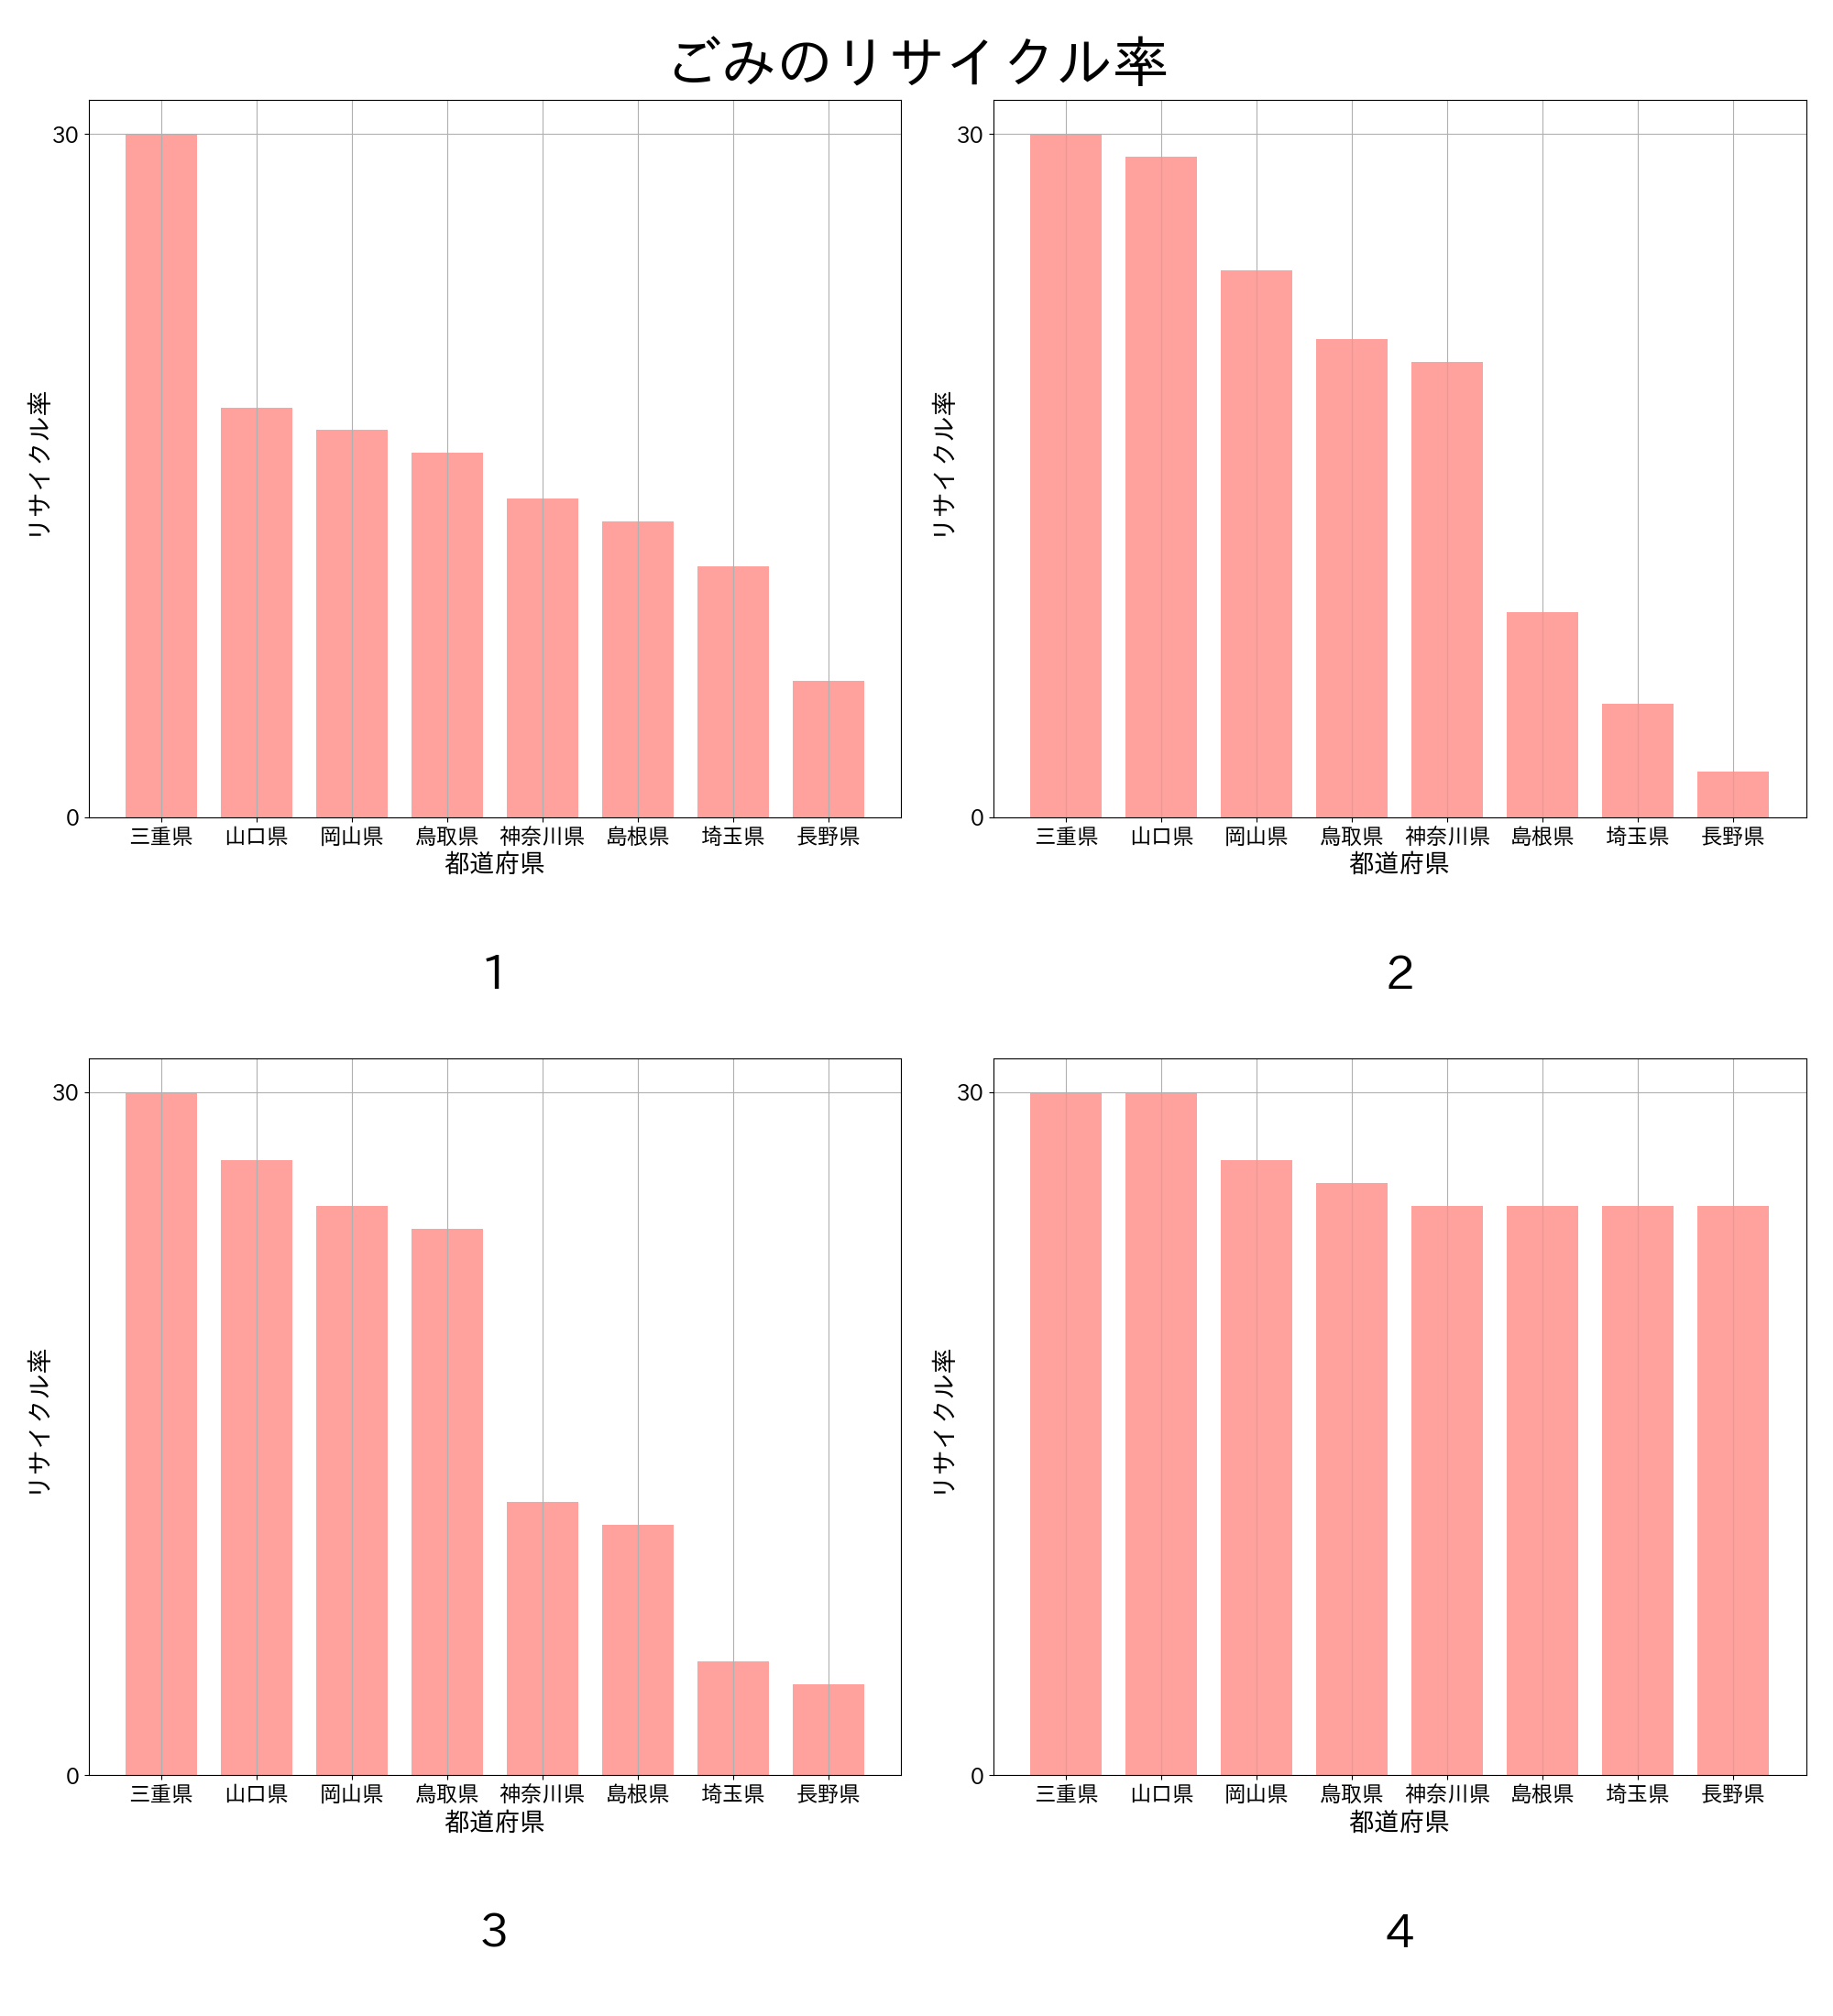 ごみのリサイクル率
30
0
リサイクル率
三重県 山口県 岡山県 鳥取県 神奈川県 島根県 埼玉県 長野県
都道府県
1
30
0
リサイクル率
三重県 山口県 岡山県 鳥取県 神奈川県 島根県 埼玉県 長野県
都道府県
2
30
0
リサイクル率
三重県 山口県 岡山県 鳥取県 神奈川県 島根県 埼玉県 長野県
都道府県
3
30
0
リサイクル率
三重県 山口県 岡山県 鳥取県 神奈川県 島根県 埼玉県 長野県
都道府県
4